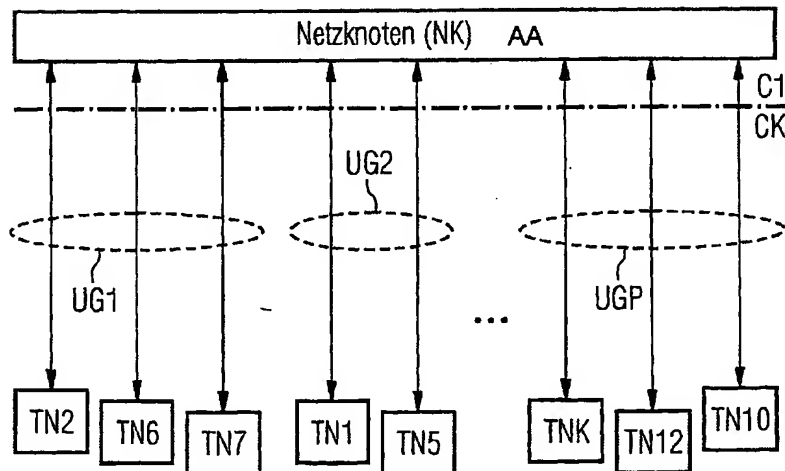 Netzknoten (NK) AA
C1
CK
UG2
UG1
UGP
...
TN2 TN6 TN7 TN1 TN5 TNK TN12 TN10